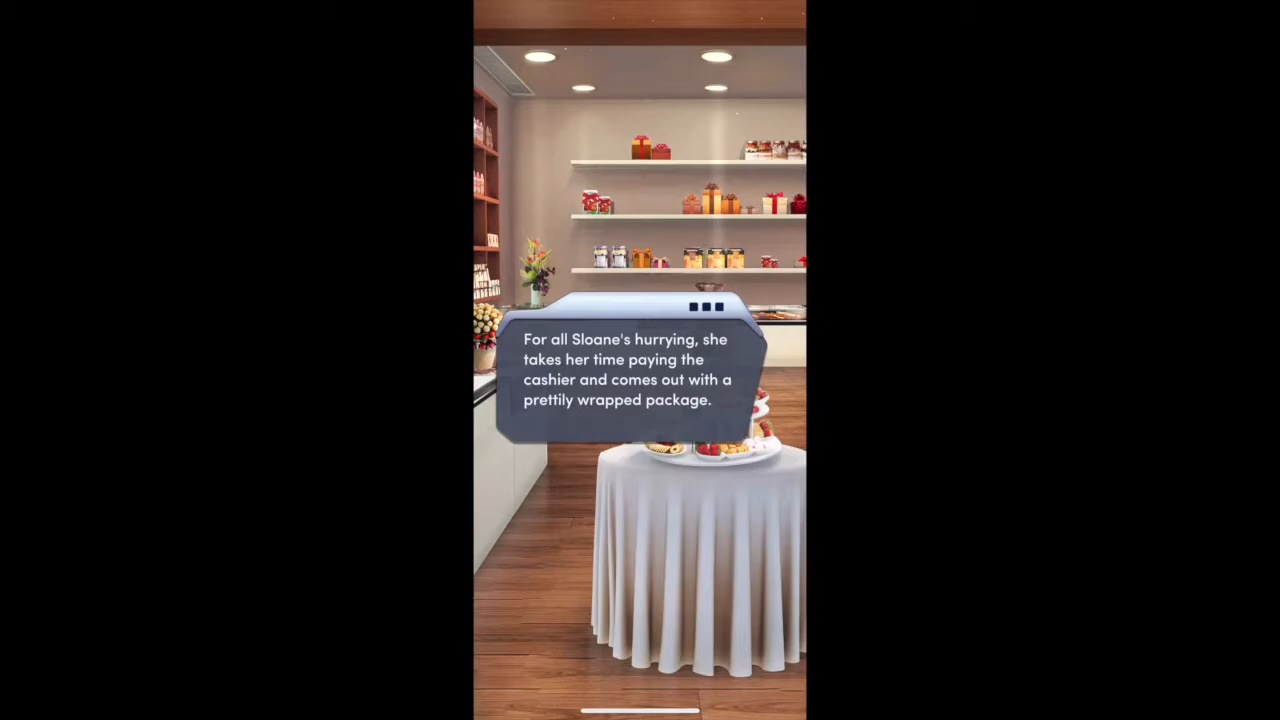 For all Sloane's hurrying, she
takes her time paying the
cashier and comes out with a
prettily wrapped package.